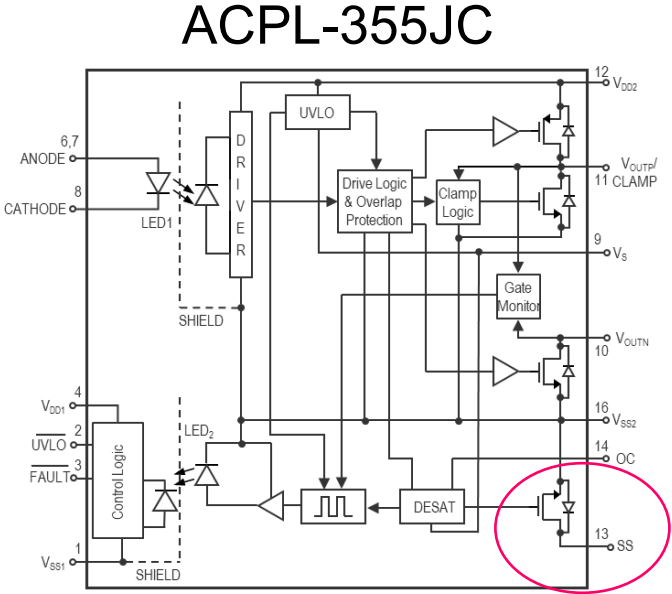 ACPL-355JC
12
VDD2
UVLO
6,7
ANODE
8
CATHODE
LED1
DRIVER
Drive Logic
& Overlap
Protection
Clamp
Logic
VOUTP/
CLAMP
11
9
VS
Gate
Monitor
SHIELD
VOUTN
10
4
VDD1
2
UVLO
3
FAULT
Control Logic
LED2
16
VSS2
14
OC
DESAT
13
SS
1
VSS1
SHIELD